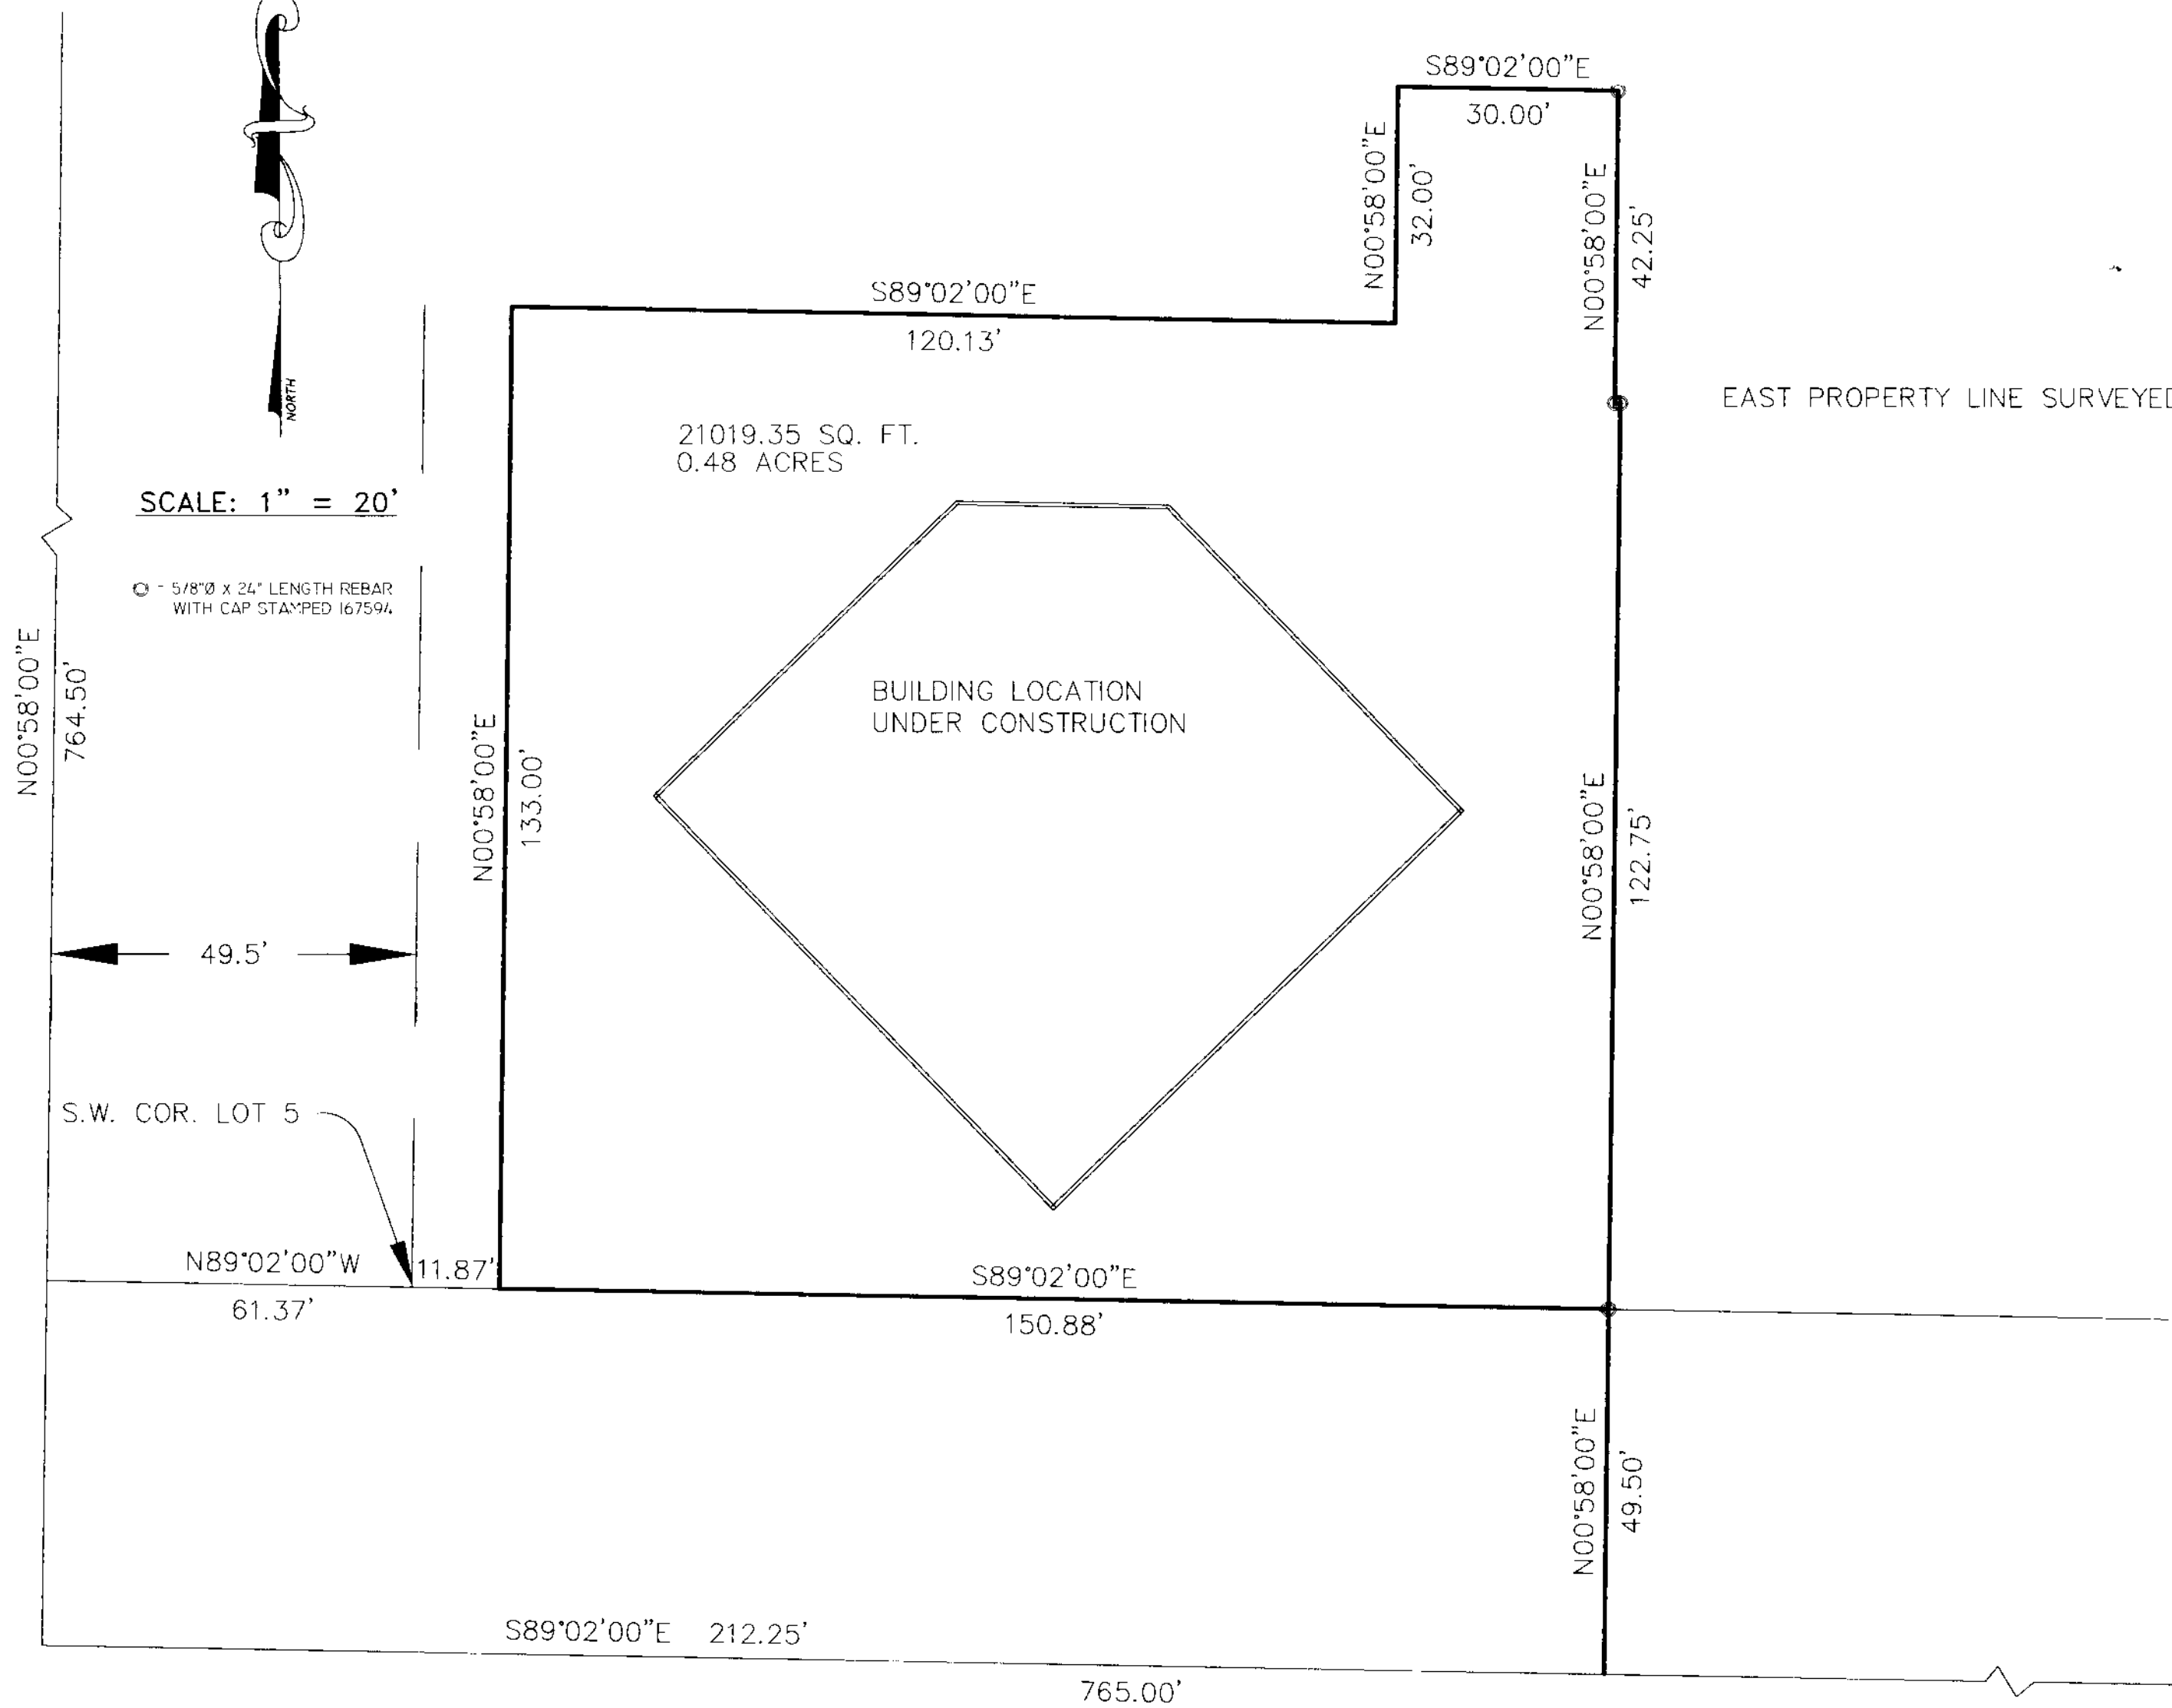 S89°02'00"E
30.00'
N00°58'00"E
32.00'
N00°58'00"E
42.25'
S89°02'00"E
120.13'
NORTH
EAST PROPERTY LINE SURVEYED
21019.35 SQ. FT.
0.48 ACRES
SCALE: 1" = 20'
- 5/8"Ø x 24" LENGTH REBAR
WITH CAP STAMPED 167594
N00°58'00"E
764.50'
BUILDING LOCATION
UNDER CONSTRUCTION
N00°58'00"E
133.00'
N00°58'00"E
122.75'
49.5'
S.W. COR. LOT 5
N89°02'00"W
11.87'
61.37'
S89°02'00"E
150.88'
N00°58'00"E
49.50'
S89°02'00"E 212.25'
765.00'